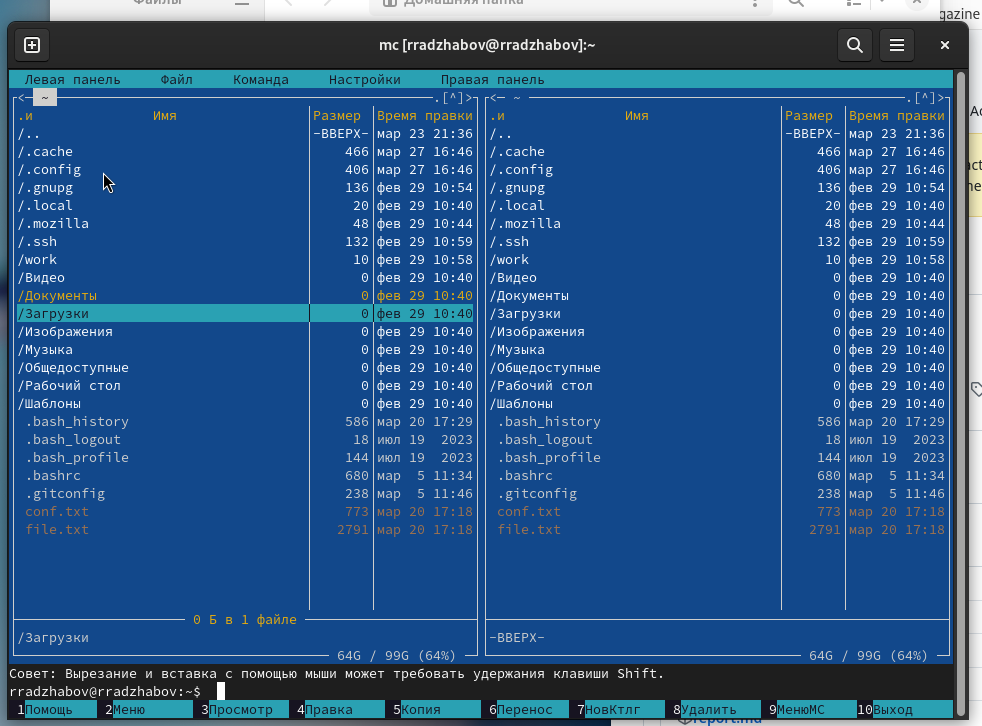 Файлы
Домашняя папка
gazine
mc [rradzhabov@rradzhabov]:~
Левая панель Файл Команда Настройки Правая панель
<─ ~ .[^]> <─ ~ .[^]>
.и Имя Размер Время правки .и Имя Размер Время правки
/.. -ВВЕРХ- мар 23 21:36 /.. -ВВЕРХ- мар 23 21:36
/.cache 466 мар 27 16:46 /.cache 466 мар 27 16:46
/.config 406 мар 27 16:46 /.config 406 мар 27 16:46
/.gnupg 136 фев 29 10:54 /.gnupg 136 фев 29 10:54
/.local 20 фев 29 10:40 /.local 20 фев 29 10:40
/.mozilla 48 фев 29 10:44 /.mozilla 48 фев 29 10:44
/.ssh 132 фев 29 10:59 /.ssh 132 фев 29 10:59
/work 10 фев 29 10:58 /work 10 фев 29 10:58
/Видео 0 фев 29 10:40 /Видео 0 фев 29 10:40
/Документы 0 фев 29 10:40 /Документы 0 фев 29 10:40
/Загрузки 0 фев 29 10:40 /Загрузки 0 фев 29 10:40
/Изображения 0 фев 29 10:40 /Изображения 0 фев 29 10:40
/Музыка 0 фев 29 10:40 /Музыка 0 фев 29 10:40
/Общедоступные 0 фев 29 10:40 /Общедоступные 0 фев 29 10:40
/Рабочий стол 0 фев 29 10:40 /Рабочий стол 0 фев 29 10:40
/Шаблоны 0 фев 29 10:40 /Шаблоны 0 фев 29 10:40
.bash_history 586 мар 20 17:29 .bash_history 586 мар 20 17:29
.bash_logout 18 июл 19 2023 .bash_logout 18 июл 19 2023
.bash_profile 144 июл 19 2023 .bash_profile 144 июл 19 2023
.bashrc 680 мар 5 11:34 .bashrc 680 мар 5 11:34
.gitconfig 238 мар 5 11:46 .gitconfig 238 мар 5 11:46
conf.txt 773 мар 20 17:18 conf.txt 773 мар 20 17:18
file.txt 2791 мар 20 17:18 file.txt 2791 мар 20 17:18
0 Б в 1 файле
/Загрузки -ВВЕРХ-
64G / 99G (64%) 64G / 99G (64%)
Совет: Вырезание и вставка с помощью мыши может требовать удержания клавиши Shift.
rradzhabov@rradzhabov:~$
1Помощь 2Меню 3Просмотр 4Правка 5Копия 6Перенос 7НовКтлг 8Удалить 9МенюМС 10Выход
report.md